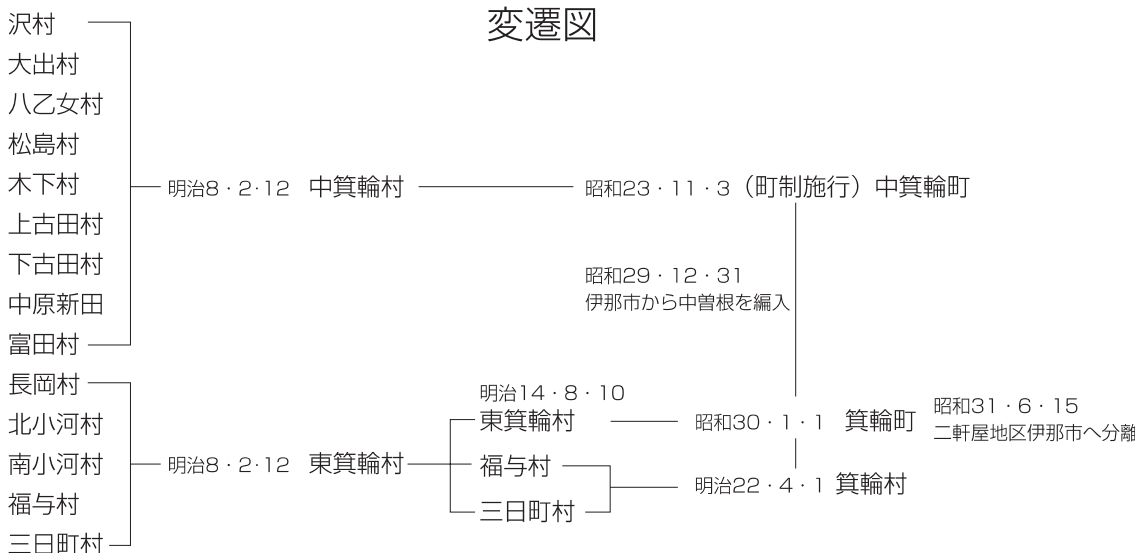 変遷図
沢村
大出村
八乙女村
松島村
木下村
上古田村
下古田村
中原新田
富田村
明治8・2・12 中箕輪村
昭和23・11・3（町制施行）中箕輪町
昭和29・12・31
伊那市から中曽根を編入
長岡村
北小河村
南小河村
福与村
三日町村
明治8・2・12 東箕輪村
明治14・8・10
東箕輪村
福与村
三日町村
昭和30・1・1 箕輪町
昭和31・6・15
二軒屋地区伊那市へ分離
明治22・4・1 箕輪村